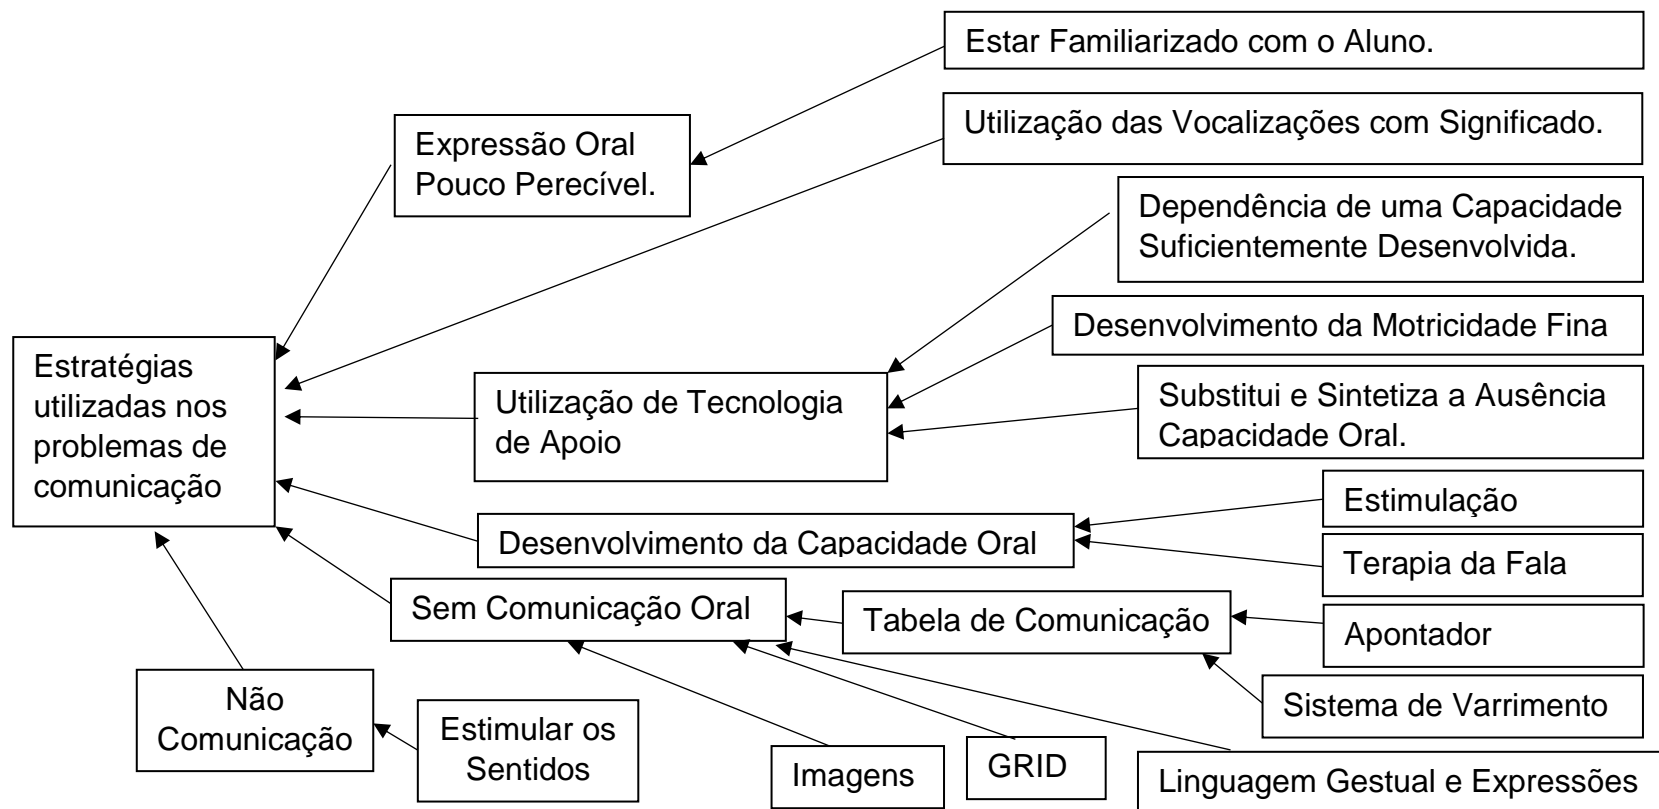 Estar Familiarizado com o Aluno.
Utilização das Vocalizações com Significado.
Expressão Oral
Pouco Perecível.
Dependência de uma Capacidade
Suficientemente Desenvolvida.
Desenvolvimento da Motricidade Fina
Estratégias
utilizadas nos
problemas de
comunicação
Utilização de Tecnologia
de Apoio
Substitui e Sintetiza a Ausência
Capacidade Oral.
Estimulação
Desenvolvimento da Capacidade Oral
Terapia da Fala
Sem Comunicação Oral
Tabela de Comunicação
Apontador
Sistema de Varrimento
Não
Comunicação
Estimular os
Sentidos
Imagens
GRID
Linguagem Gestual e Expressões